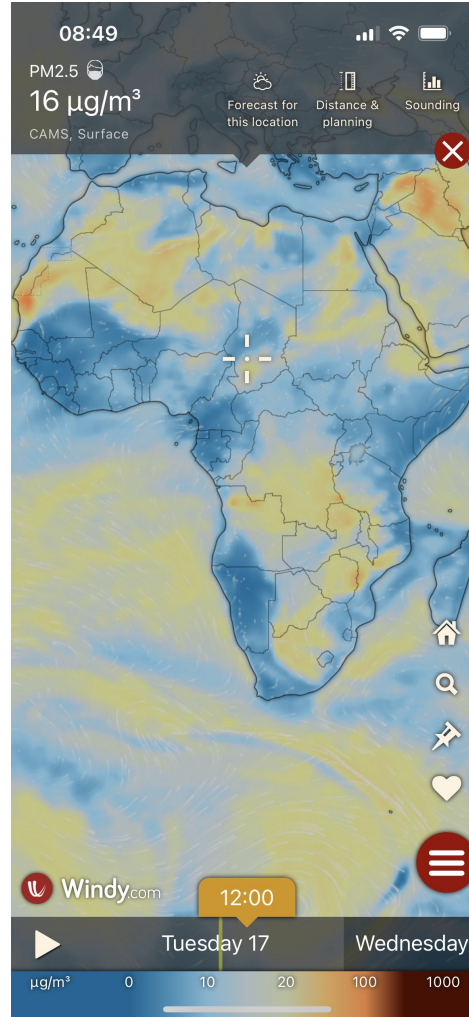 08:49
PM2.5
16 µg/m³
CAMS, Surface
Forecast for
this location
Distance &
planning
Sounding
Windy.com
12:00
Tuesday 17
Wednesday
µg/m³ 0 10 20 100 1000